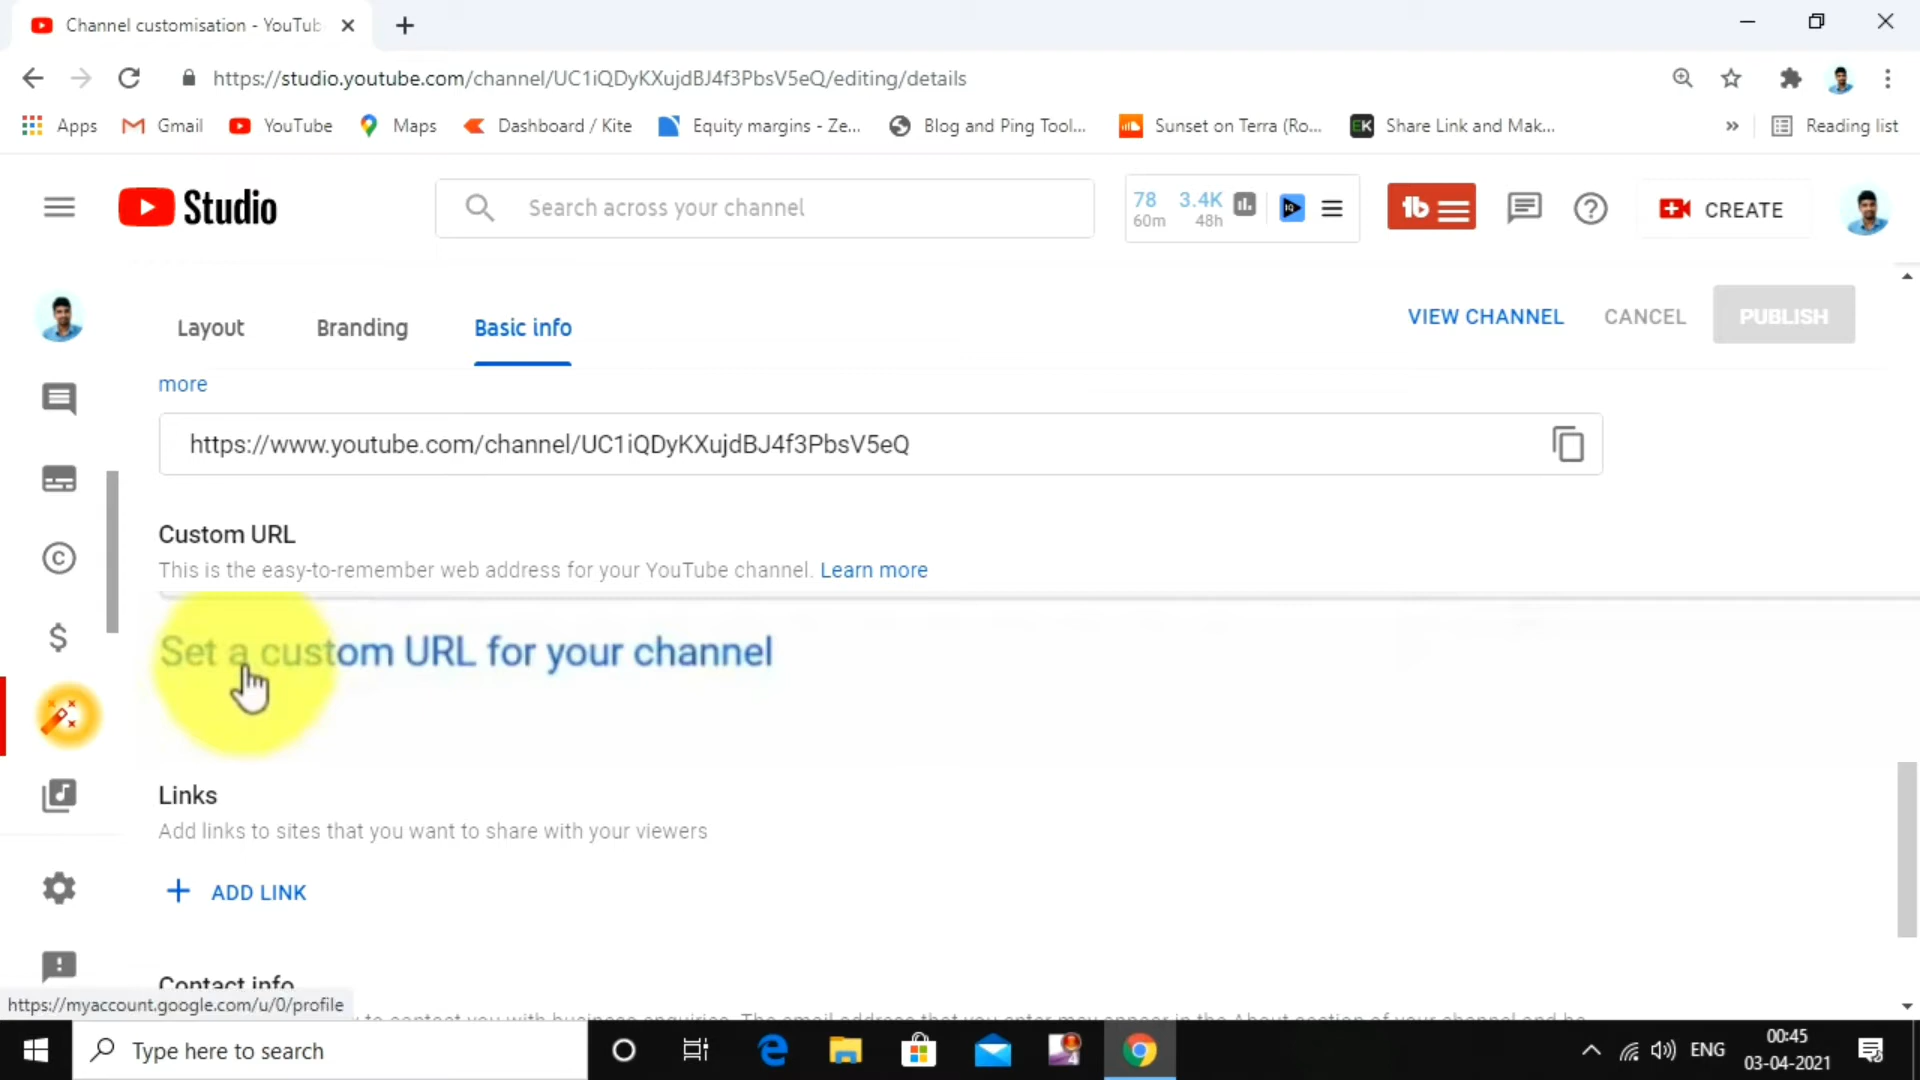 Channel customisation - YouTub
https://studio.youtube.com/channel/UC1iQDyKXujdBJ4f3PbsV5eQ/editing/details
Apps
Gmail
YouTube
Maps
Dashboard / Kite
Equity margins - Ze...
Blog and Ping Tool...
Sunset on Terra (Ro...
EK
Share Link and Mak...
»
Reading list
Studio
Search across your channel
78
60m
3.4K
48h
CREATE
Layout
Branding
Basic info
VIEW CHANNEL
CANCEL
PUBLISH
more
https://www.youtube.com/channel/UC1iQDyKXujdBJ4f3PbsV5eQ
Custom URL
This is the easy-to-remember web address for your YouTube channel. Learn more
Set a custom URL for your channel
Links
Add links to sites that you want to share with your viewers
+ ADD LINK
Contact info
https://myaccount.google.com/u/0/profile
Type here to search
ENG
00:45
03-04-2021